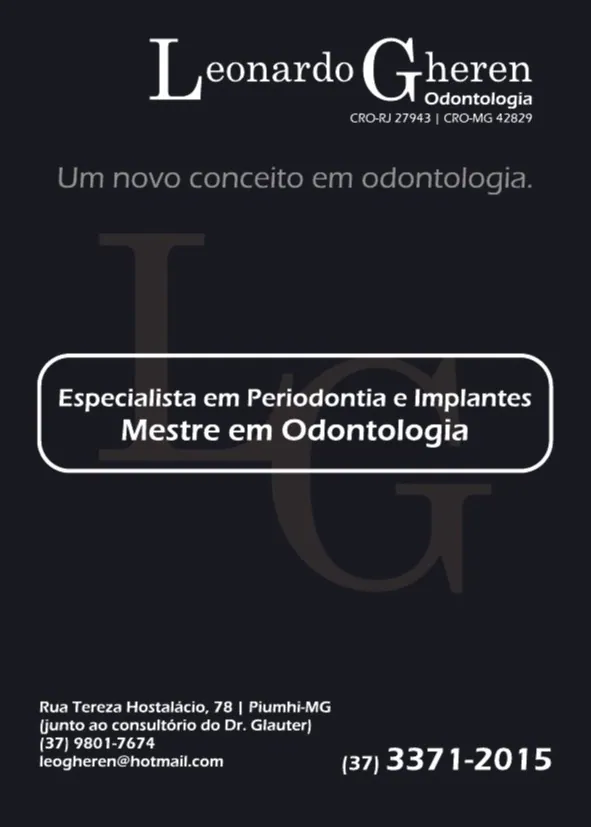 Leonardo Gheren
Odontologia
CRO-RJ 27943 | CRO-MG 42829
Um novo conceito em odontologia.
LG
Especialista em Periodontia e Implantes
Mestre em Odontologia
Rua Tereza Hostalácio, 78 | Piumhi-MG
(junto ao consultório do Dr. Glauter)
(37) 9801-7674
leogheren@hotmail.com
(37) 3371-2015